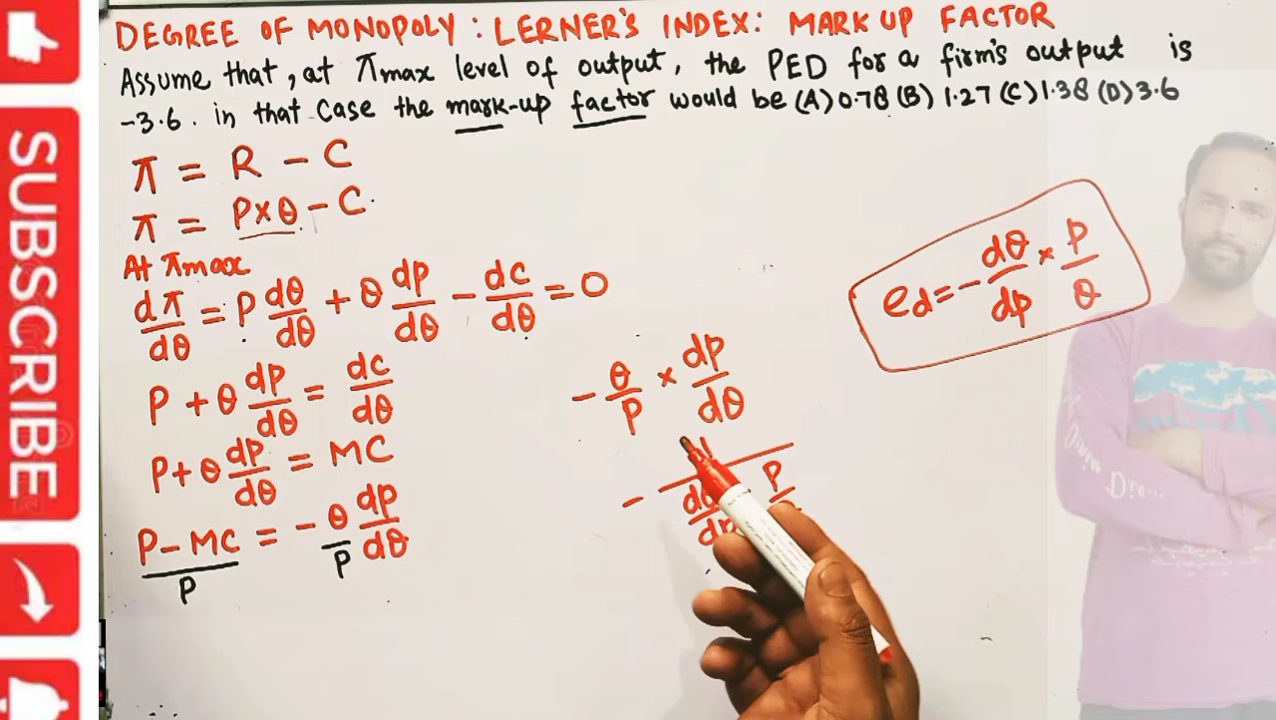 DEGREE OF MONOPOLY : LERNER'S INDEX: MARK UP FACTOR
Assume that, at πmax level of output, the PED for a firm's output is
-3.6. in that case the mark-up factor would be (A) 0.78 (B) 1.27 (C) 1.38 (D) 3.6
π = R - C
π = P×θ - C.
At πmax
dπ/dθ = P dθ/dθ + θ dp/dθ - dc/dθ = 0
P + θ dp/dθ = dc/dθ
P + θ dp/dθ = MC
P - MC / P = - θ/P dp/dθ
- θ/P × dp/dθ
ed = - dθ/dp × P/θ
SUBSCRIBE